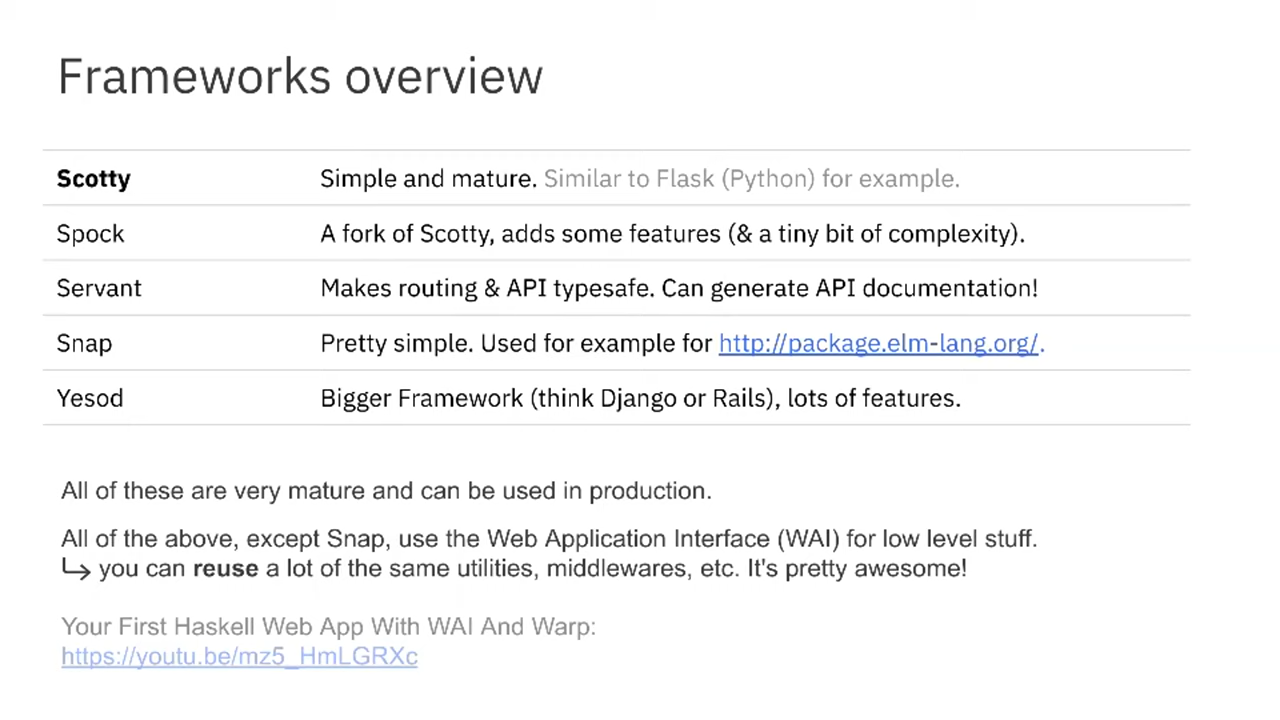 Frameworks overview
Scotty Simple and mature. Similar to Flask (Python) for example.
Spock A fork of Scotty, adds some features (& a tiny bit of complexity).
Servant Makes routing & API typesafe. Can generate API documentation!
Snap Pretty simple. Used for example for http://package.elm-lang.org/.
Yesod Bigger Framework (think Django or Rails), lots of features.
All of these are very mature and can be used in production.
All of the above, except Snap, use the Web Application Interface (WAI) for low level stuff.
↳ you can reuse a lot of the same utilities, middlewares, etc. It's pretty awesome!
Your First Haskell Web App With WAI And Warp:
https://youtu.be/mz5_HmLGRXc